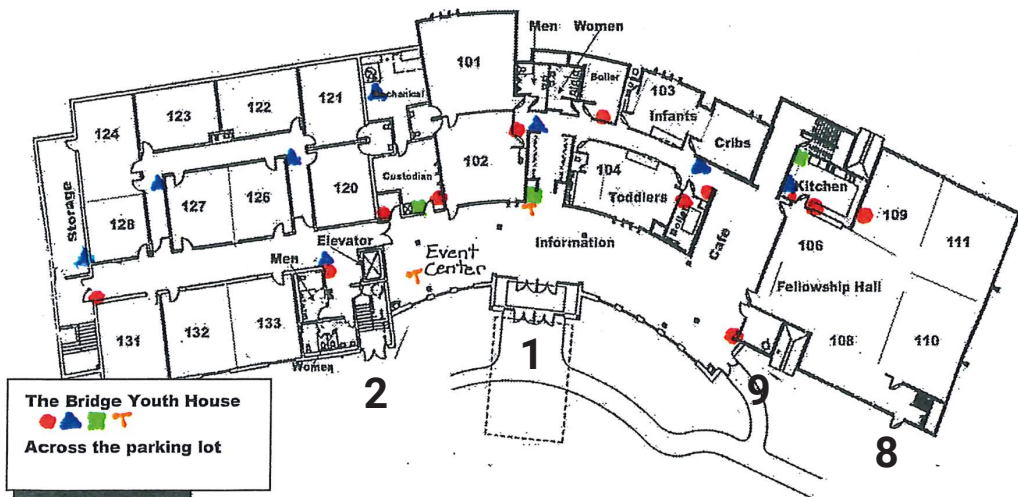 Men Women
101
Boiler
103
Infants
Cribs
121
Mechanical
122
123
124
102
Custodian
120
126
127
128
Storage
104
Toddlers
Boiler
Cafe
Kitchen
109
111
106
Fellowship Hall
108
110
Information
Event
Center
Elevator
Men
131
132
133
Women
1
2
9
8
The Bridge Youth House
Across the parking lot